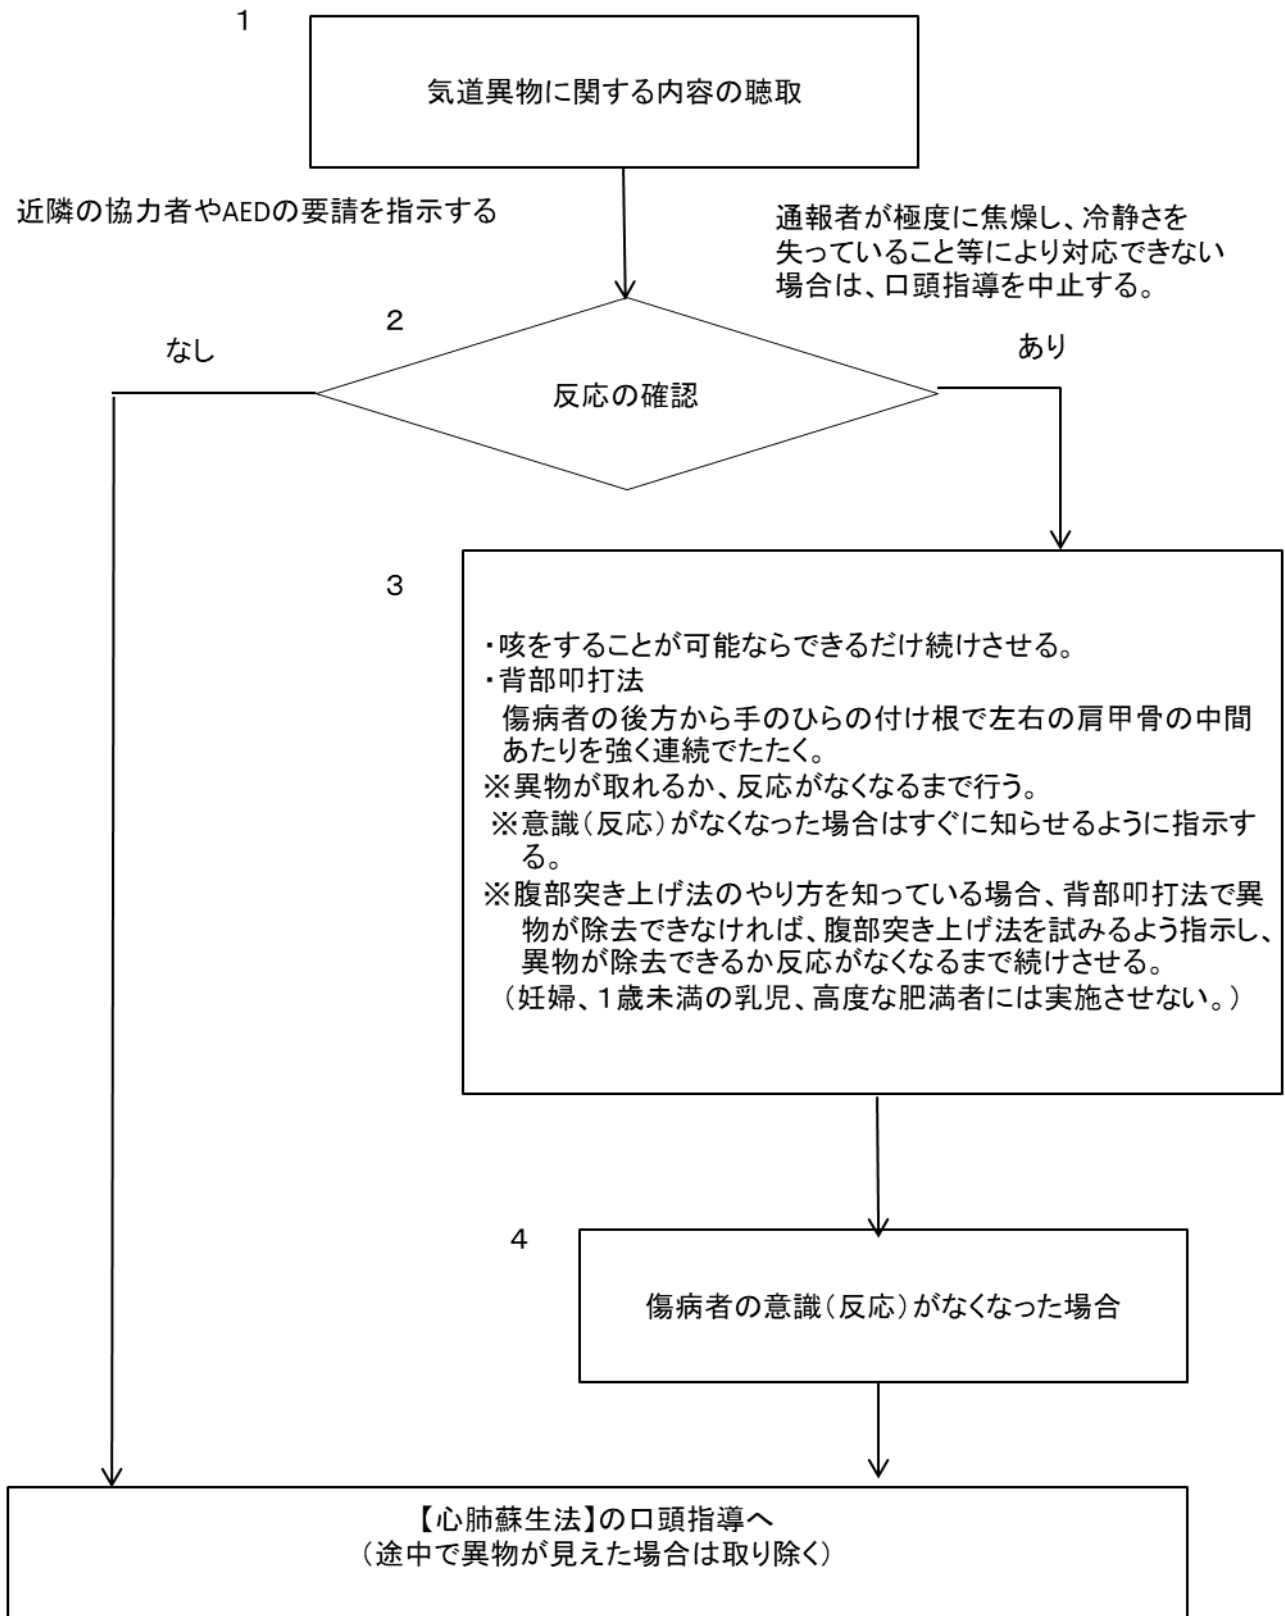 1
気道異物に関する内容の聴取
近隣の協力者やAEDの要請を指示する
通報者が極度に焦燥し、冷静さを
失っていること等により対応できない
場合は、口頭指導を中止する。
2
なし
あり
反応の確認
3
・咳をすることが可能ならできるだけ続けさせる。
・背部叩打法
傷病者の後方から手のひらの付け根で左右の肩甲骨の中間
あたりを強く連続でたたく。
※異物が取れるか、反応がなくなるまで行う。
※意識(反応)がなくなった場合はすぐに知らせるように指示す
る。
※腹部突き上げ法のやり方を知っている場合、背部叩打法で異
物が除去できなければ、腹部突き上げ法を試みるよう指示し、
異物が除去できるか反応がなくなるまで続けさせる。
(妊婦、1歳未満の乳児、高度な肥満者には実施させない。)
4
傷病者の意識(反応)がなくなった場合
【心肺蘇生法】の口頭指導へ
(途中で異物が見えた場合は取り除く)